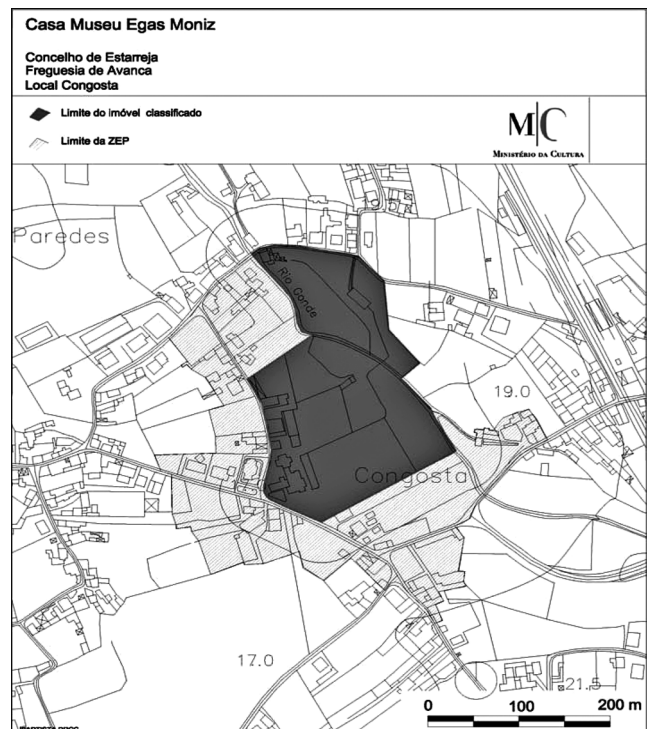 Casa Museu Egas Moniz
Concelho de Estarreja
Freguesia de Avanca
Local Congosta
Limite do imóvel classificado
Limite da ZEP
M|C
MINISTÉRIO DA CULTURA
Paredes
Rio Conde
19.0
Congosta
17.0
21.5
0 100 200 m